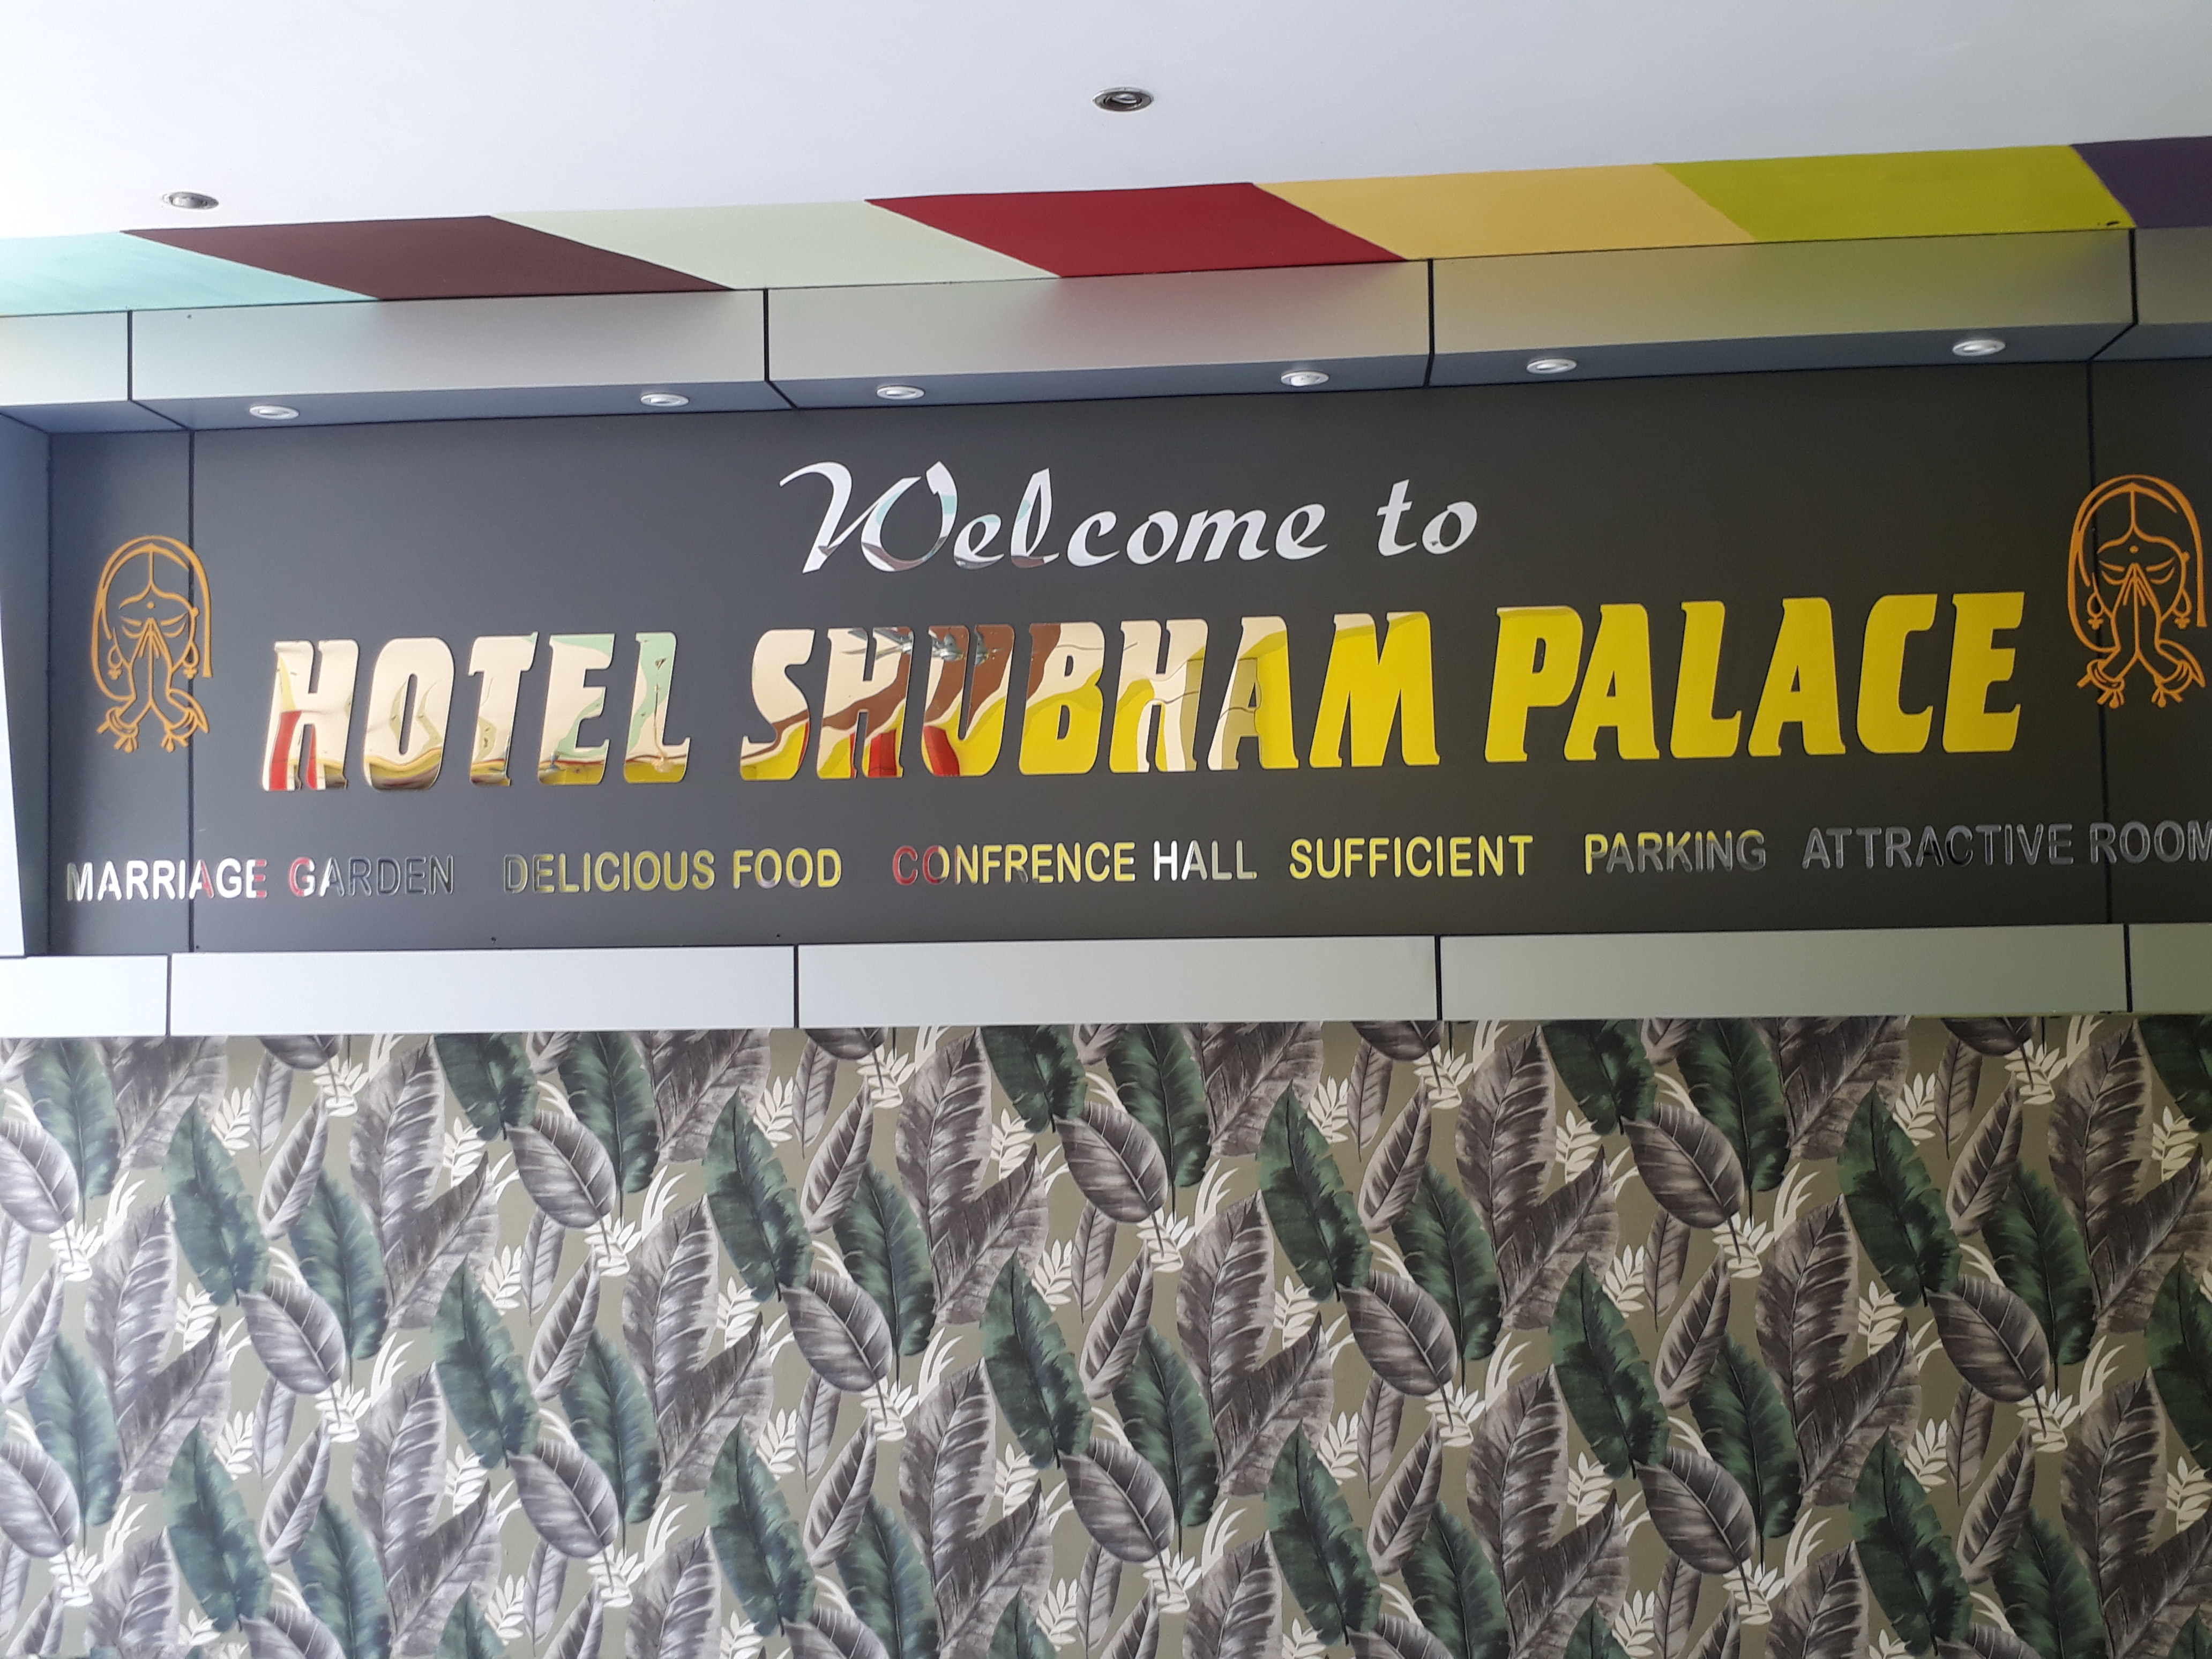 Welcome to
HOTEL SHUBHAM PALACE
MARRIAGE GARDEN DELICIOUS FOOD CONFRENCE HALL SUFFICIENT PARKING ATTRACTIVE ROOM